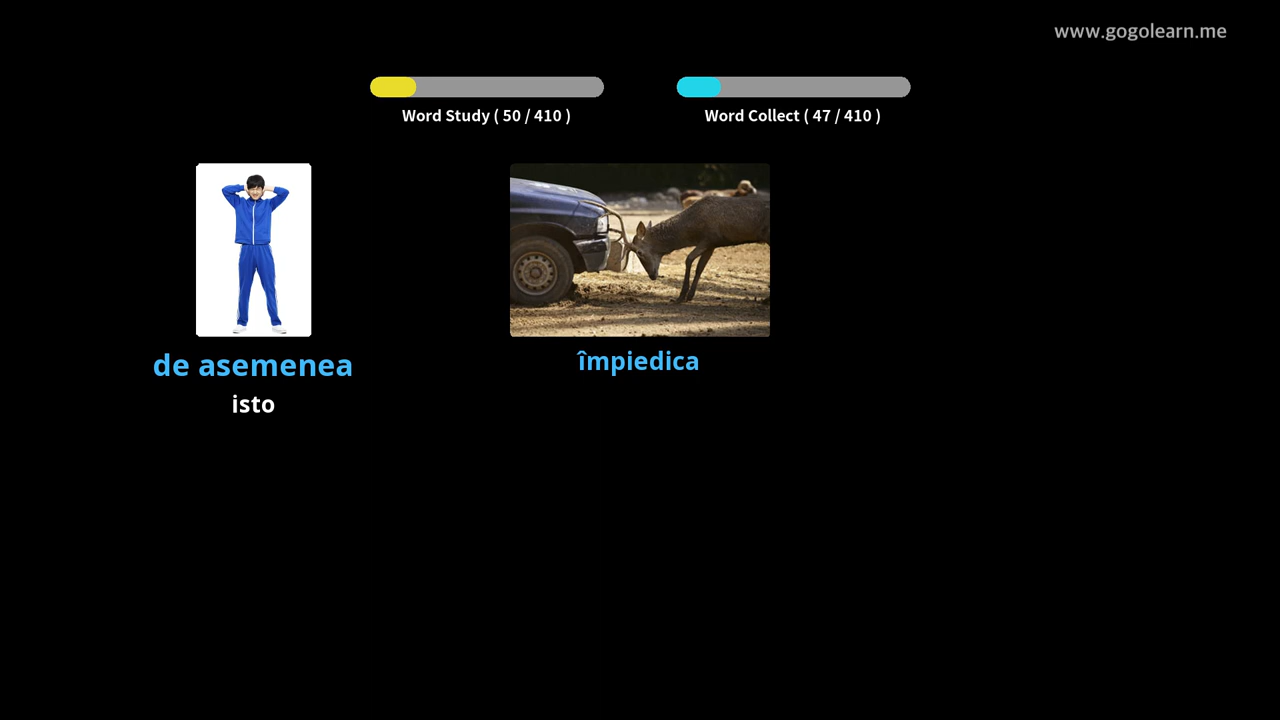 www.gogolearn.me
Word Study ( 50 / 410 )
Word Collect ( 47 / 410 )
de asemenea
isto
împiedica